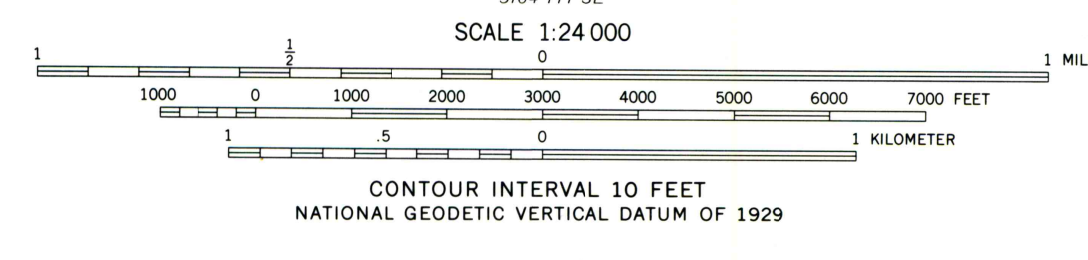 SCALE 1:24 000
1 1/2 0 1 MIL
1000 0 1000 2000 3000 4000 5000 6000 7000 FEET
1 .5 0 1 KILOMETER
CONTOUR INTERVAL 10 FEET
NATIONAL GEODETIC VERTICAL DATUM OF 1929